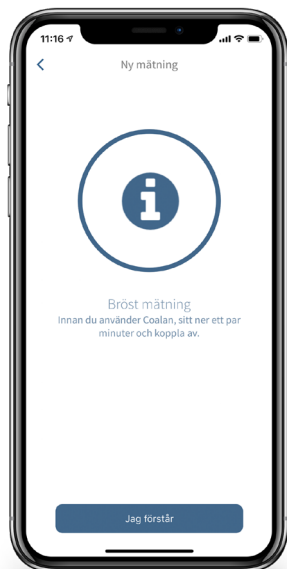 11:16
Ny mätning
Bröst mätning
Innan du använder Coalan, sitt ner ett par
minuter och koppla av.
Jag förstår